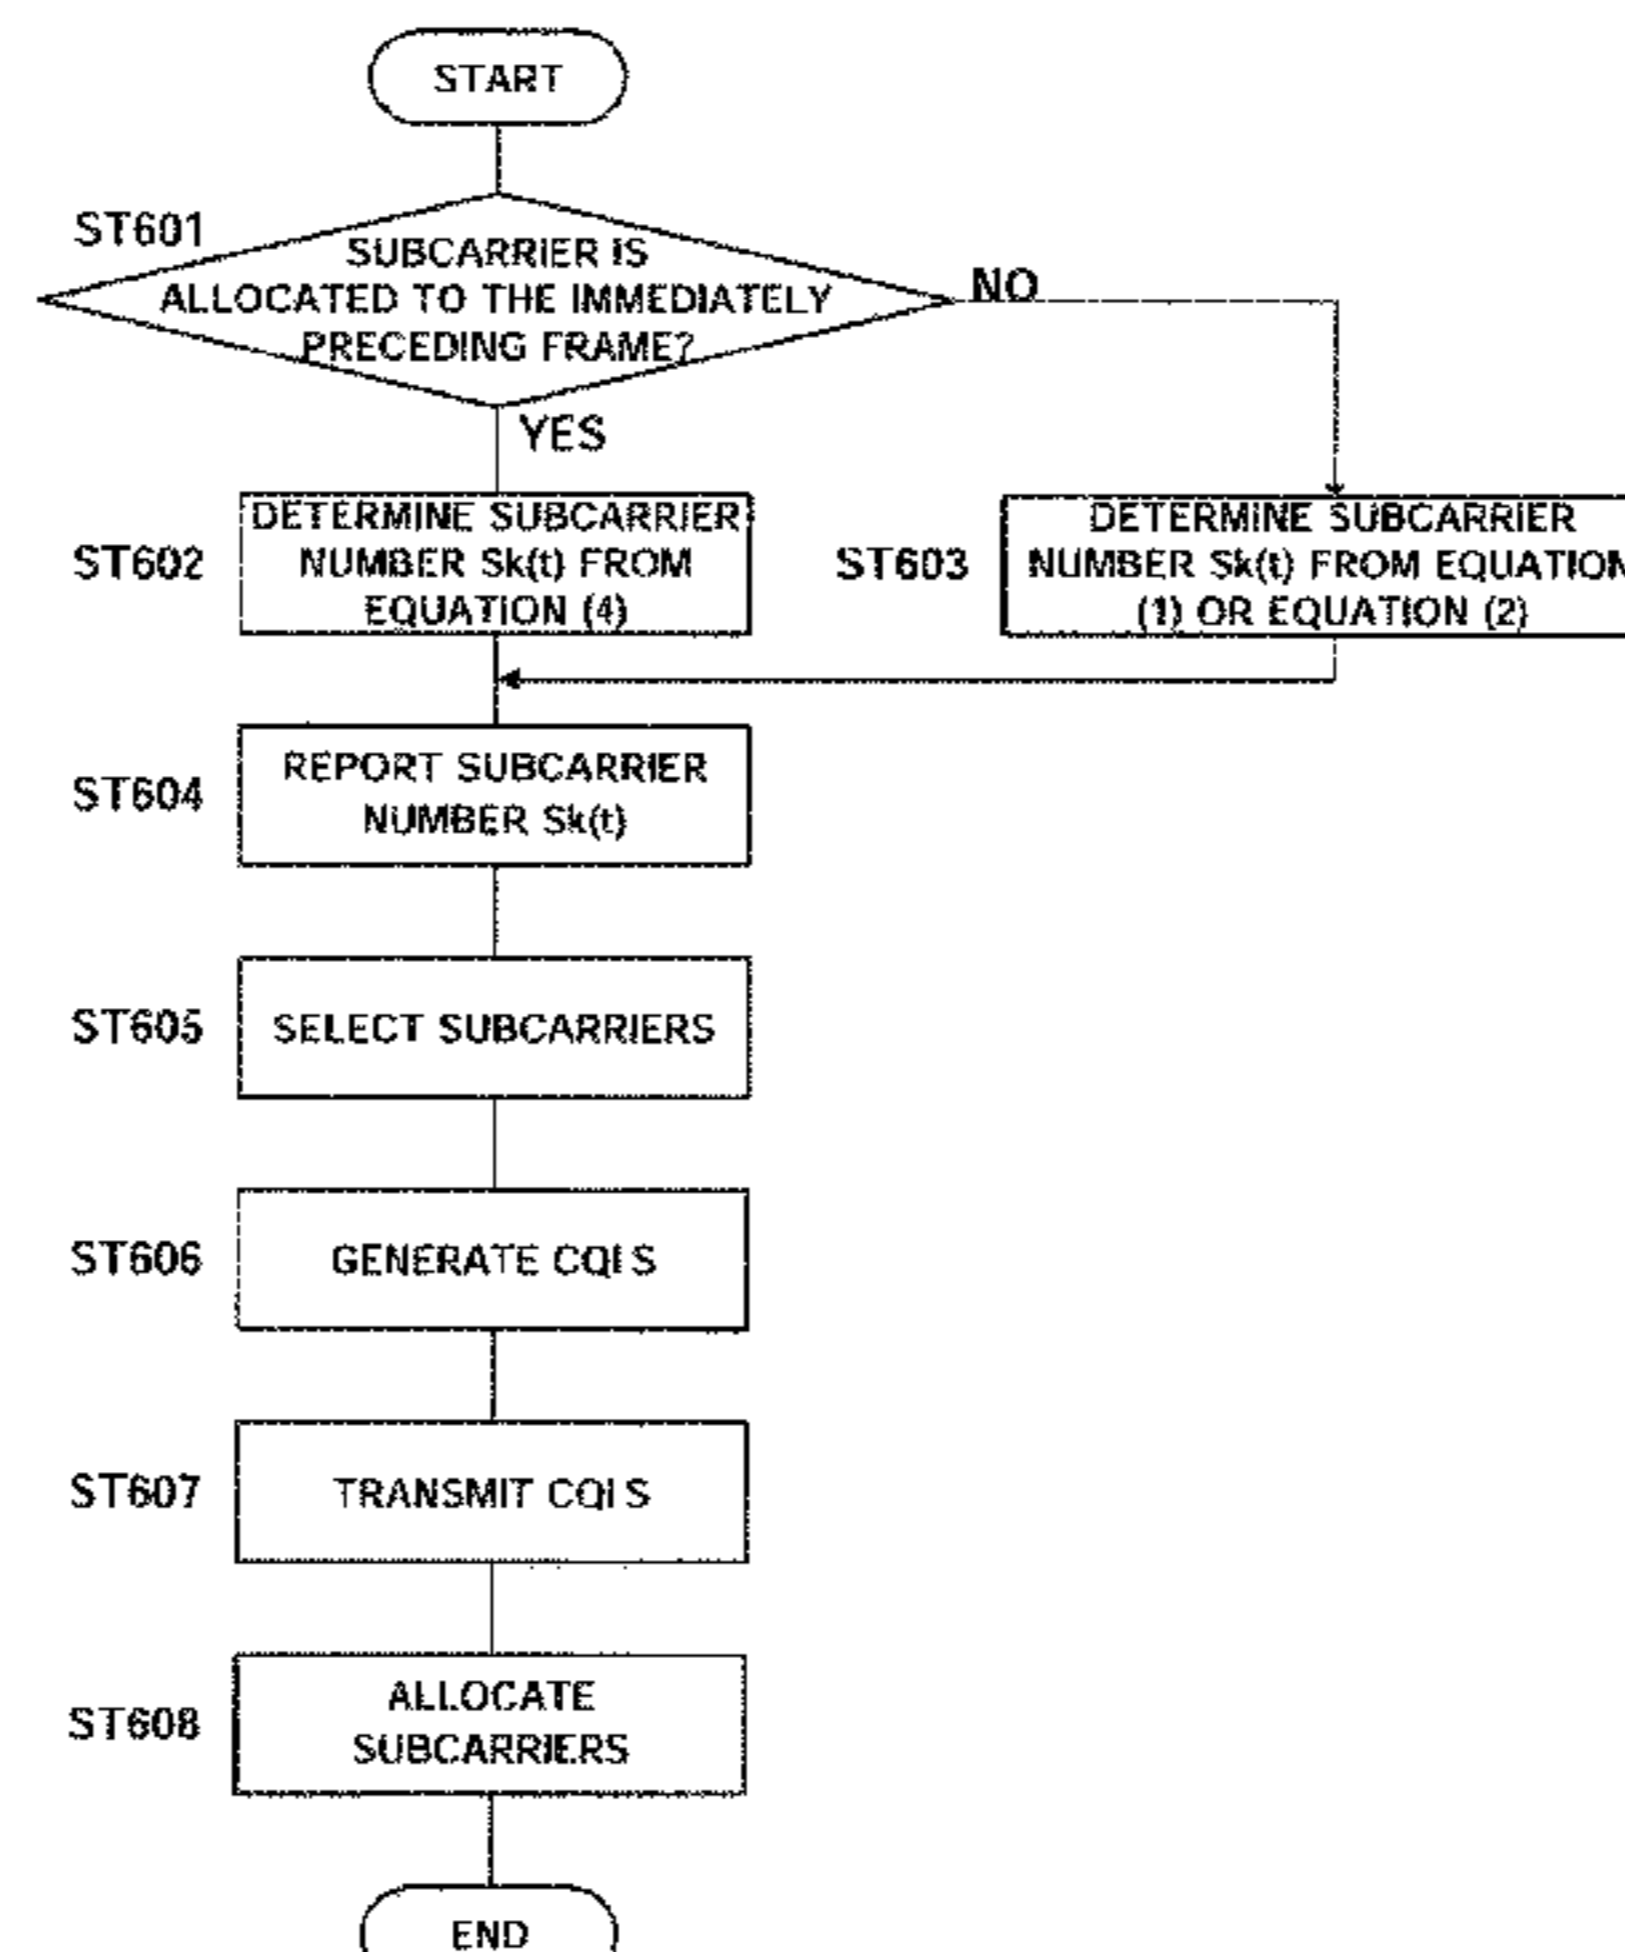 START
ST601
SUBCARRIER IS
ALLOCATED TO THE IMMEDIATELY
PRECEDING FRAME?
NO
YES
ST602
DETERMINE SUBCARRIER
NUMBER Sk(t) FROM
EQUATION (4)
ST603
DETERMINE SUBCARRIER
NUMBER Sk(t) FROM EQUATION
(1) OR EQUATION (2)
ST604
REPORT SUBCARRIER
NUMBER Sk(t)
ST605
SELECT SUBCARRIERS
ST606
GENERATE CQI S
ST607
TRANSMIT CQI S
ST608
ALLOCATE
SUBCARRIERS
END